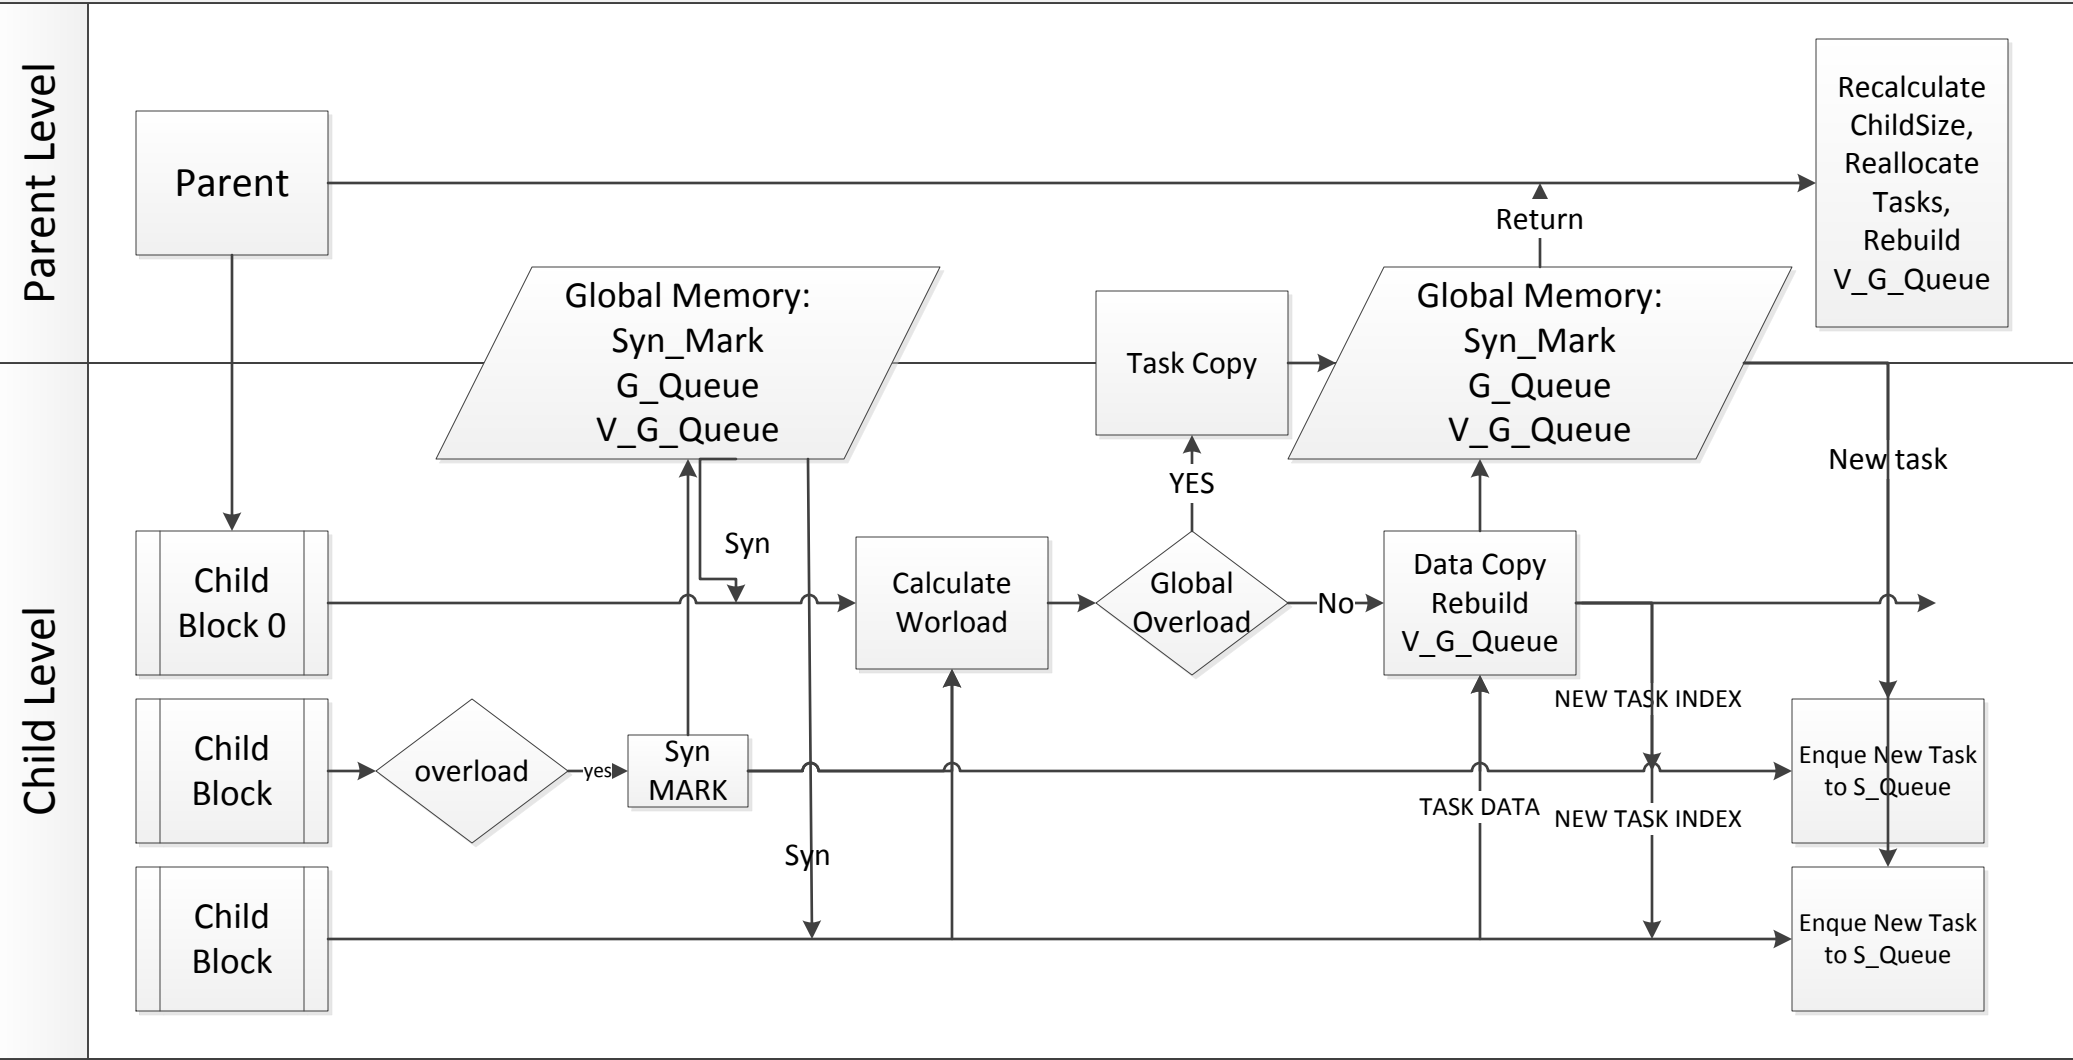 Parent Level
Parent
Recalculate
ChildSize,
Reallocate
Tasks,
Rebuild
V_G_Queue
Return
Global Memory:
Syn_Mark
G_Queue
V_G_Queue
Task Copy
Global Memory:
Syn_Mark
G_Queue
V_G_Queue
New task
YES
Syn
Child Level
Child
Block 0
Calculate
Worload
Global
Overload
No
Data Copy
Rebuild
V_G_Queue
NEW TASK INDEX
Child
Block
overload
yes
Syn
MARK
Enque New Task
to S_Queue
TASK DATA
NEW TASK INDEX
Syn
Child
Block
Enque New Task
to S_Queue